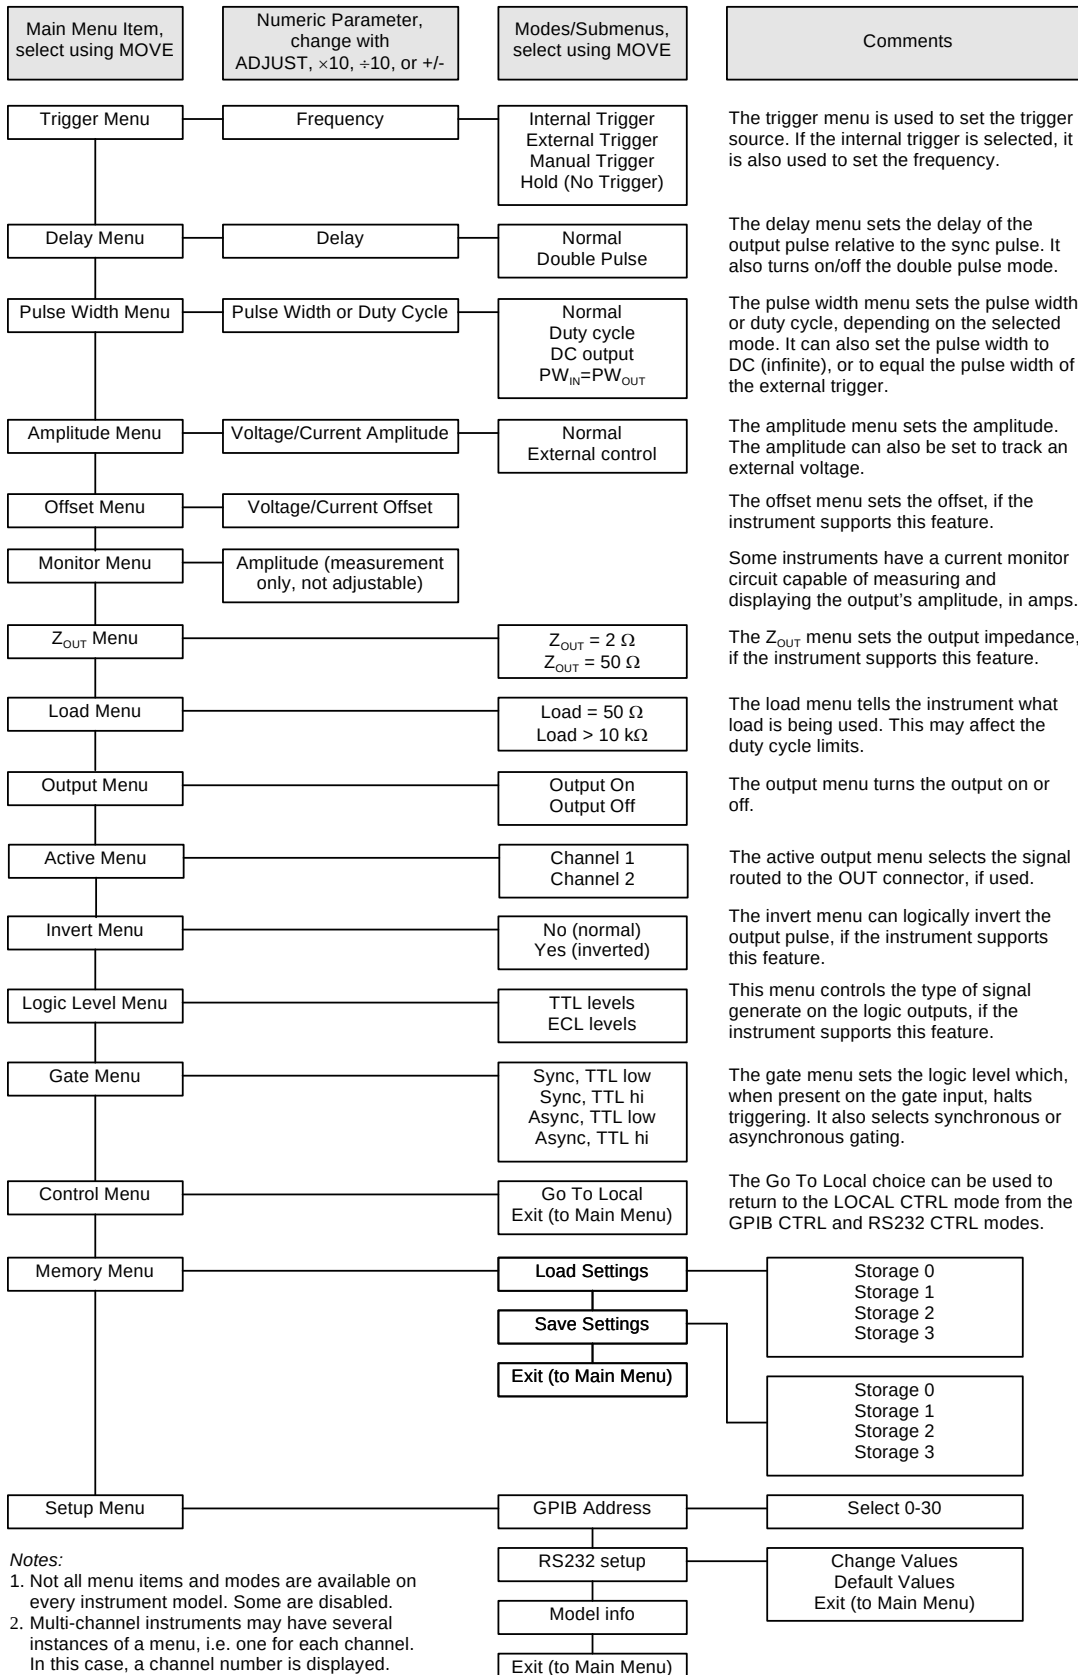 Main Menu Item,
select using MOVE
Numeric Parameter,
change with
ADJUST, ×10, ÷10, or +/-
Modes/Submenus,
select using MOVE
Comments
Trigger Menu
Frequency
Internal Trigger
External Trigger
Manual Trigger
Hold (No Trigger)
The trigger menu is used to set the trigger
source. If the internal trigger is selected, it
is also used to set the frequency.
Delay Menu
Delay
Normal
Double Pulse
The delay menu sets the delay of the
output pulse relative to the sync pulse. It
also turns on/off the double pulse mode.
Pulse Width Menu
Pulse Width or Duty Cycle
Normal
Duty cycle
DC output
PWIN=PWOUT
The pulse width menu sets the pulse width
or duty cycle, depending on the selected
mode. It can also set the pulse width to
DC (infinite), or to equal the pulse width of
the external trigger.
Amplitude Menu
Voltage/Current Amplitude
Normal
External control
The amplitude menu sets the amplitude.
The amplitude can also be set to track an
external voltage.
Offset Menu
Voltage/Current Offset
The offset menu sets the offset, if the
instrument supports this feature.
Monitor Menu
Amplitude (measurement
only, not adjustable)
Some instruments have a current monitor
circuit capable of measuring and
displaying the output’s amplitude, in amps.
ZOUT Menu
ZOUT = 2 Ω
ZOUT = 50 Ω
The ZOUT menu sets the output impedance,
if the instrument supports this feature.
Load Menu
Load = 50 Ω
Load > 10 kΩ
The load menu tells the instrument what
load is being used. This may affect the
duty cycle limits.
Output Menu
Output On
Output Off
The output menu turns the output on or
off.
Active Menu
Channel 1
Channel 2
The active output menu selects the signal
routed to the OUT connector, if used.
Invert Menu
No (normal)
Yes (inverted)
The invert menu can logically invert the
output pulse, if the instrument supports
this feature.
Logic Level Menu
TTL levels
ECL levels
This menu controls the type of signal
generate on the logic outputs, if the
instrument supports this feature.
Gate Menu
Sync, TTL low
Sync, TTL hi
Async, TTL low
Async, TTL hi
The gate menu sets the logic level which,
when present on the gate input, halts
triggering. It also selects synchronous or
asynchronous gating.
Control Menu
Go To Local
Exit (to Main Menu)
The Go To Local choice can be used to
return to the LOCAL CTRL mode from the
GPIB CTRL and RS232 CTRL modes.
Memory Menu
Load Settings
Storage 0
Storage 1
Storage 2
Storage 3
Save Settings
Exit (to Main Menu)
Storage 0
Storage 1
Storage 2
Storage 3
Setup Menu
GPIB Address
Select 0-30
RS232 setup
Change Values
Default Values
Exit (to Main Menu)
Model info
Exit (to Main Menu)
Notes:
1. Not all menu items and modes are available on
every instrument model. Some are disabled.
2. Multi-channel instruments may have several
instances of a menu, i.e. one for each channel.
In this case, a channel number is displayed.